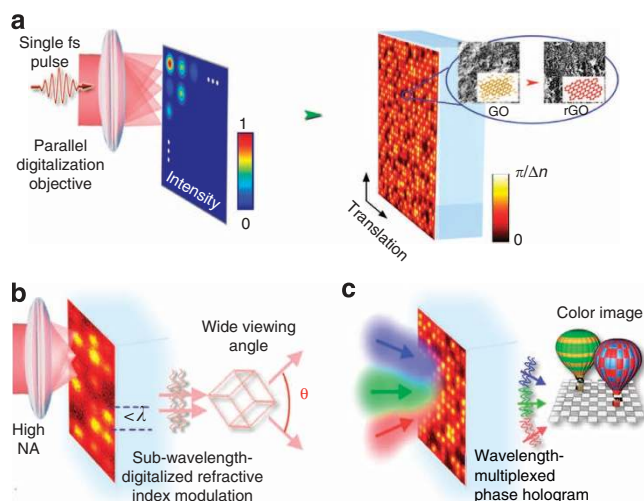 a
Single fs
pulse
Parallel
digitalization
objective
Intensity
1
0
Translation
GO
rGO
π/Δn
0
b
High
NA
<λ
Sub-wavelength-
digitalized refractive
index modulation
Wide viewing
angle
θ
c
Color image
Wavelength-
multiplexed
phase hologram